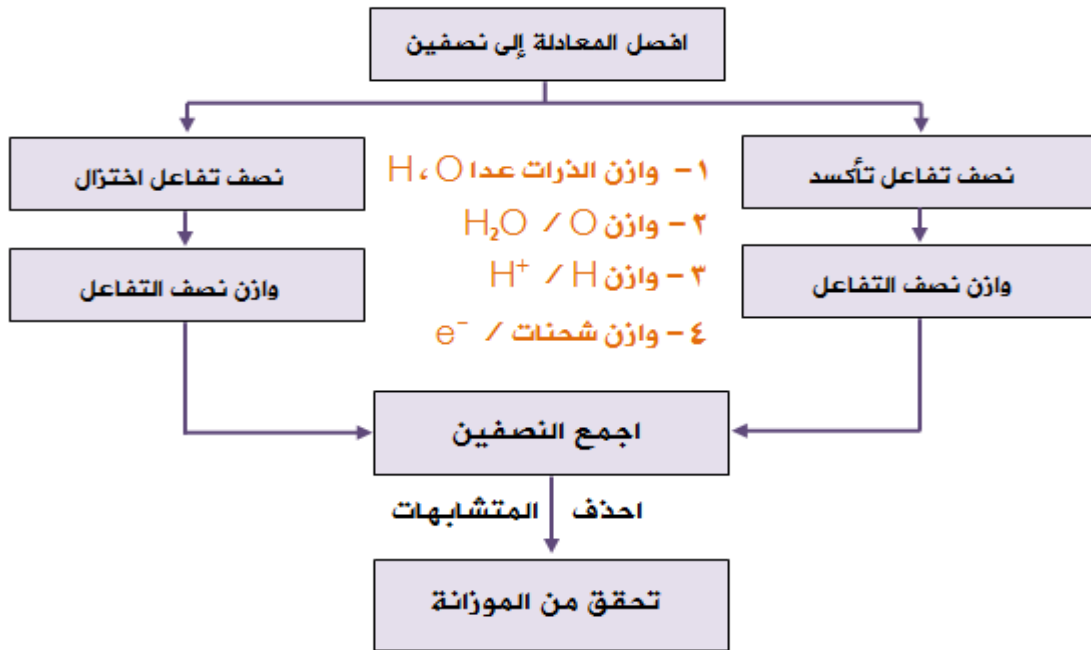 افصل المعادلة إلى نصفين
نصف تفاعل تأكسد
نصف تفاعل اختزال
١- وازن الذرات عدا H ، O
٢- وازن H₂O / O
٣- وازن H⁺ / H
٤- وازن شحنات / e⁻
وازن نصف التفاعل
وازن نصف التفاعل
اجمع النصفين
احذف المتشابهات
تحقق من الموزانة